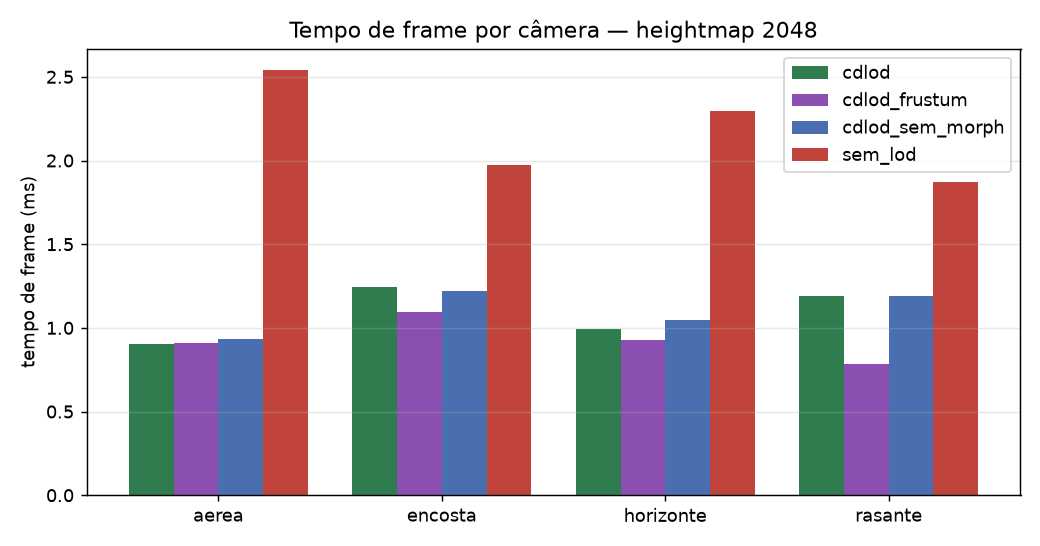 Tempo de frame por câmera — heightmap 2048
tempo de frame (ms)
2.5
2.0
1.5
1.0
0.5
0.0
cdlod
cdlod_frustum
cdlod_sem_morph
sem_lod
aerea
encosta
horizonte
rasante